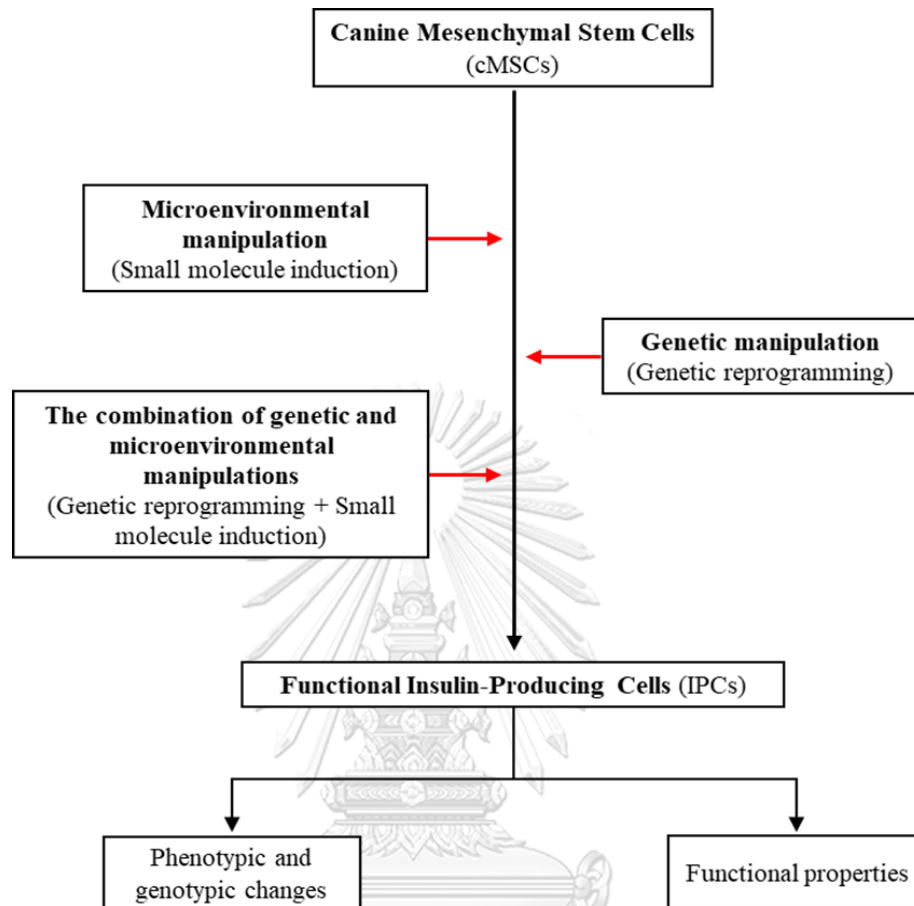 Canine Mesenchymal Stem Cells
(cMSCs)
Microenvironmental
manipulation
(Small molecule induction)
Genetic manipulation
(Genetic reprogramming)
The combination of genetic and
microenvironmental
manipulations
(Genetic reprogramming + Small
molecule induction)
Functional Insulin-Producing Cells (IPCs)
Phenotypic and
genotypic changes
Functional properties